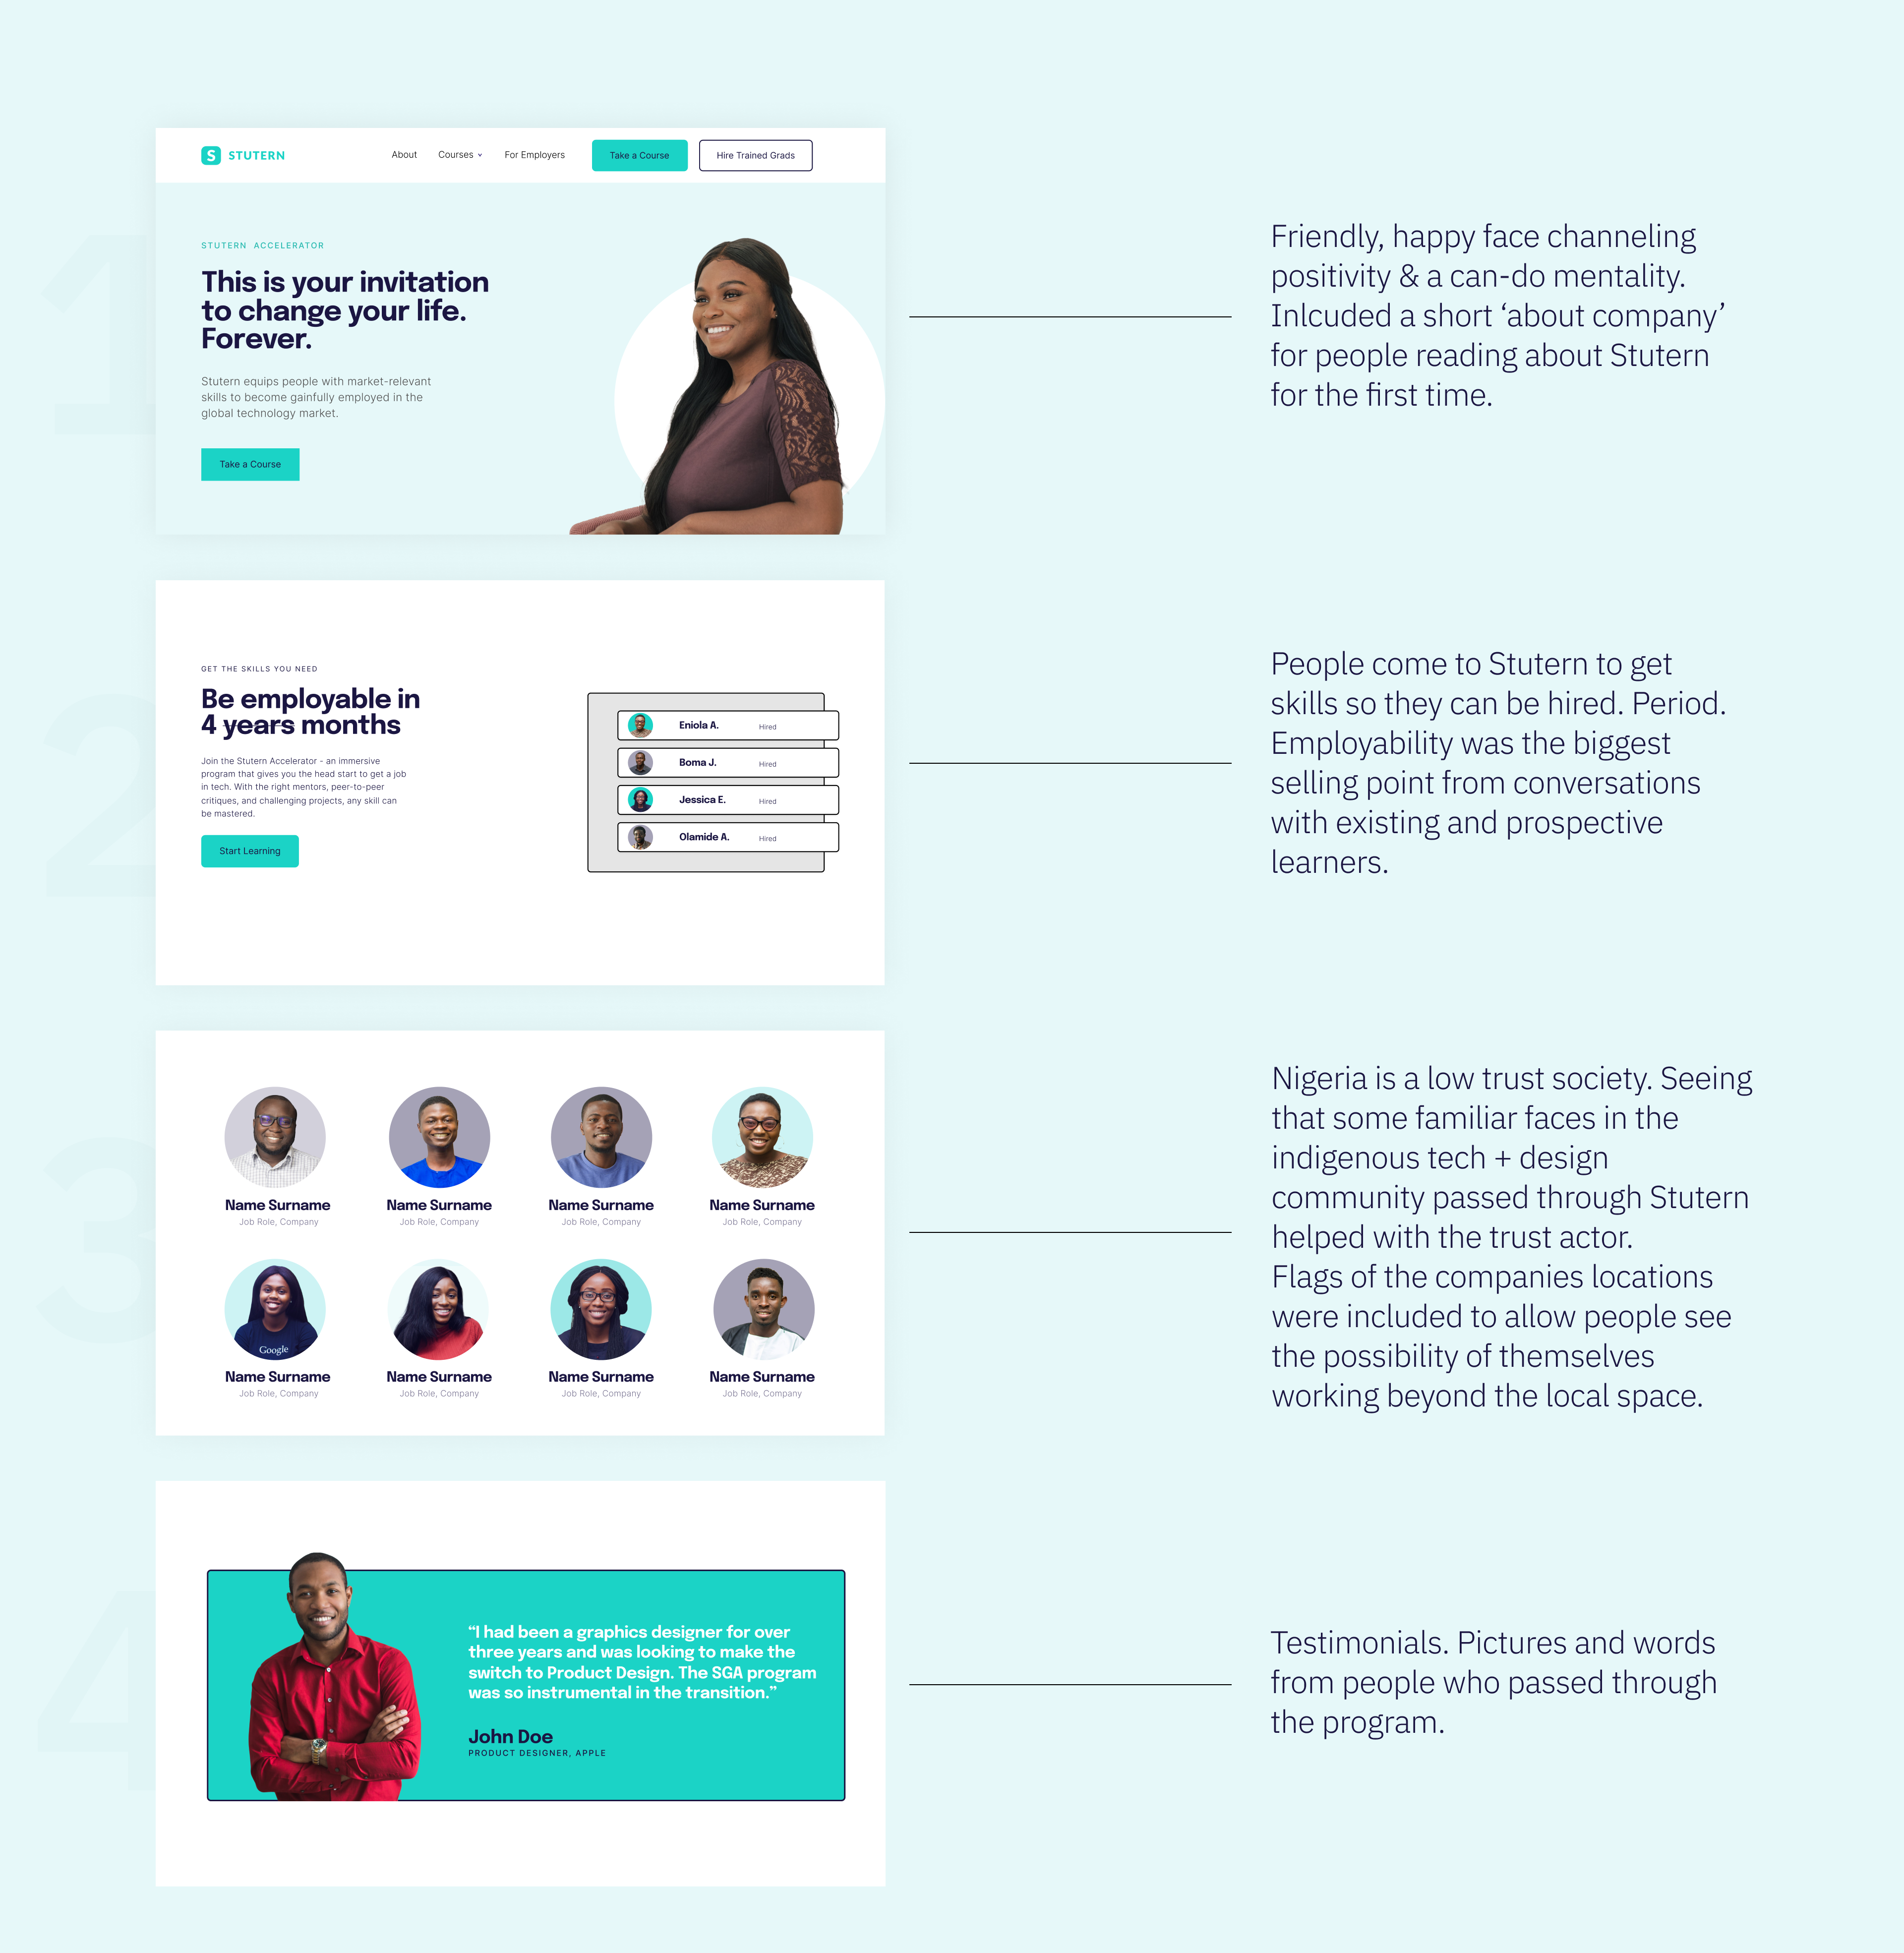 1
S STUTERN
About
Courses
For Employers
Take a Course
Hire Trained Grads
STUTERN ACCELERATOR
This is your invitation
to change your life.
Forever.
Stutern equips people with market-relevant
skills to become gainfully employed in the
global technology market.
Take a Course
Friendly, happy face channeling
positivity & a can-do mentality.
Inlcuded a short ‘about company’
for people reading about Stutern
for the first time.
2
GET THE SKILLS YOU NEED
Be employable in
4 years months
Join the Stutern Accelerator - an immersive
program that gives you the head start to get a job
in tech. With the right mentors, peer-to-peer
critiques, and challenging projects, any skill can
be mastered.
Start Learning
Eniola A. Hired
Boma J. Hired
Jessica E. Hired
Olamide A. Hired
People come to Stutern to get
skills so they can be hired. Period.
Employability was the biggest
selling point from conversations
with existing and prospective
learners.
3
Name Surname
Job Role, Company
Name Surname
Job Role, Company
Name Surname
Job Role, Company
Name Surname
Job Role, Company
Google
Name Surname
Job Role, Company
Name Surname
Job Role, Company
Name Surname
Job Role, Company
Name Surname
Job Role, Company
Nigeria is a low trust society. Seeing
that some familiar faces in the
indigenous tech + design
community passed through Stutern
helped with the trust actor.
Flags of the companies locations
were included to allow people see
the possibility of themselves
working beyond the local space.
4
“I had been a graphics designer for over
three years and was looking to make the
switch to Product Design. The SGA program
was so instrumental in the transition.”
John Doe
PRODUCT DESIGNER, APPLE
Testimonials. Pictures and words
from people who passed through
the program.